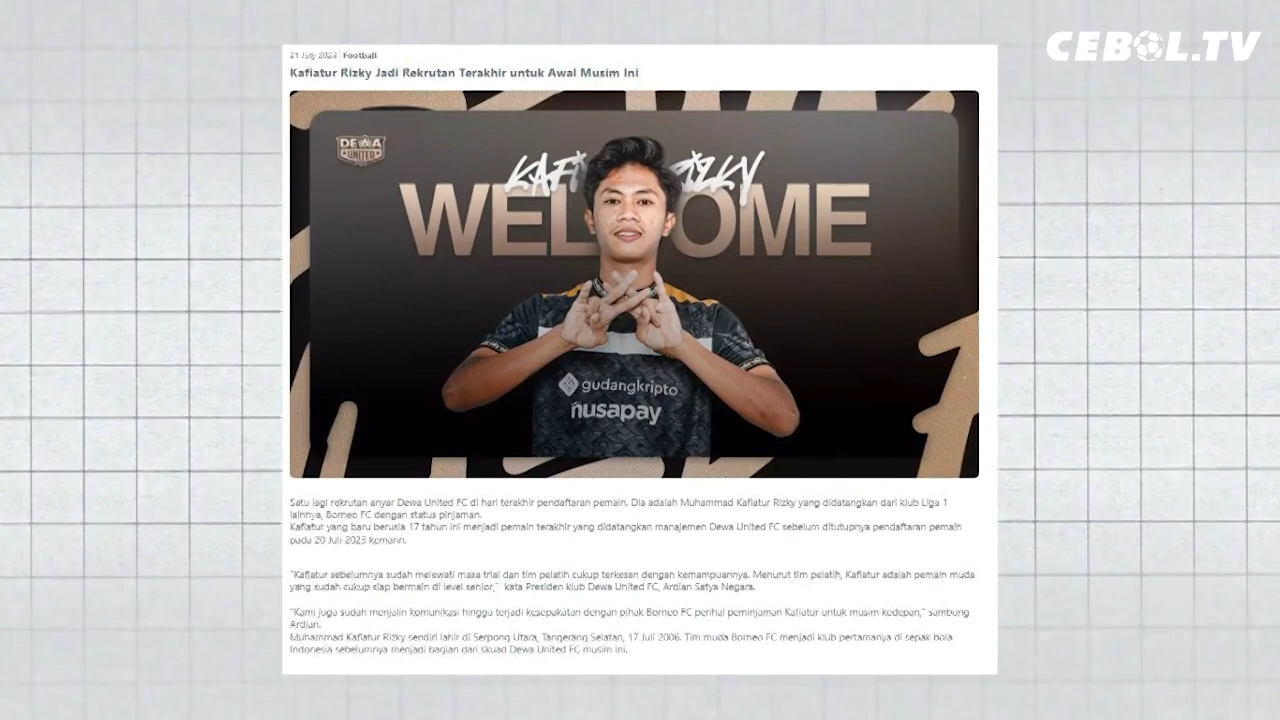 CEBOL.TV
21 July 2023 | Football
Kafiatur Rizky Jadi Rekrutan Terakhir untuk Awal Musim Ini
DEWA
UNITED
WELCOME
gudangkripto
nusapay
Satu lagi rekrutan anyar Dewa United FC di hari terakhir pendaftaran pemain. Dia adalah Muhammad Kafiatur Rizky yang didatangkan dari klub Liga 1
lainnya, Borneo FC dengan status pinjaman.
Kafiatur yang baru berusia 17 tahun ini menjadi pemain terakhir yang didatangkan manajemen Dewa United FC sebelum ditutupnya pendaftaran pemain
pada 20 Juli 2023 kemarin.
"Kafiatur sebelumnya sudah melewati masa trial dan tim pelatih cukup terkesan dengan kemampuannya. Menurut tim pelatih, Kafiatur adalah pemain muda
yang sudah cukup siap bermain di level senior," kata Presiden klub Dewa United FC, Ardian Satya Negara.
"Kami juga sudah menjalin komunikasi hingga terjadi kesepakatan dengan pihak Borneo FC perihal peminjaman Kafiatur untuk musim kedepan," sambung
Ardian.
Muhammad Kafiatur Rizky sendiri lahir di Serpong Utara, Tangerang Selatan, 17 Juli 2006. Tim muda Borneo FC menjadi klub pertamanya di sepak bola
Indonesia sebelumnya menjadi bagian dari skuad Dewa United FC musim ini.